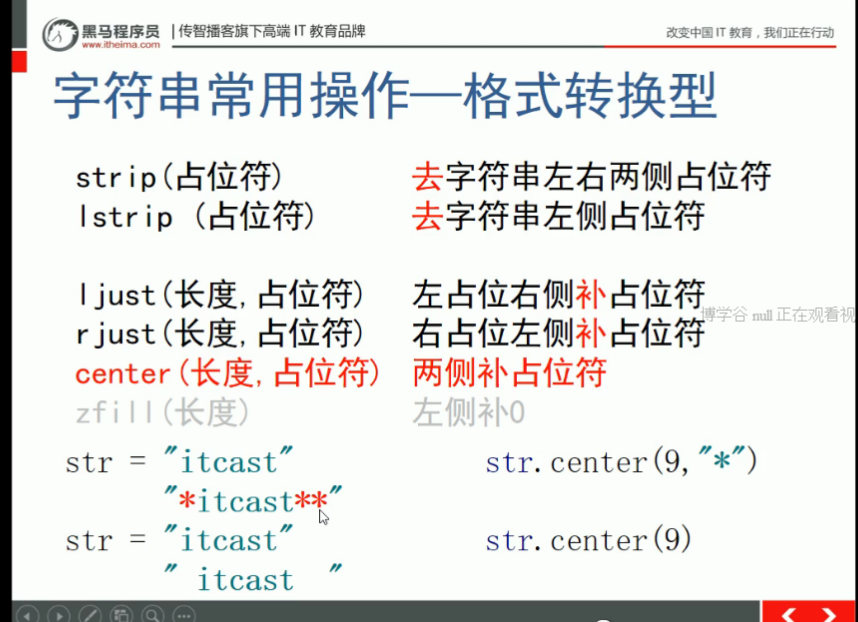 黑马程序员 | 传智播客旗下高端 IT 教育品牌
www.itheima.com
改变中国 IT 教育，我们正在行动
字符串常用操作—格式转换型
strip(占位符) 去字符串左右两侧占位符
lstrip (占位符) 去字符串左侧占位符
ljust(长度,占位符) 左占位右侧补占位符
博学谷 null 正在观看视
rjust(长度,占位符) 右占位左侧补占位符
center(长度,占位符) 两侧补占位符
zfill(长度) 左侧补0
str = "itcast" str.center(9,"*")
"*itcast**"
str = "itcast" str.center(9)
" itcast  "